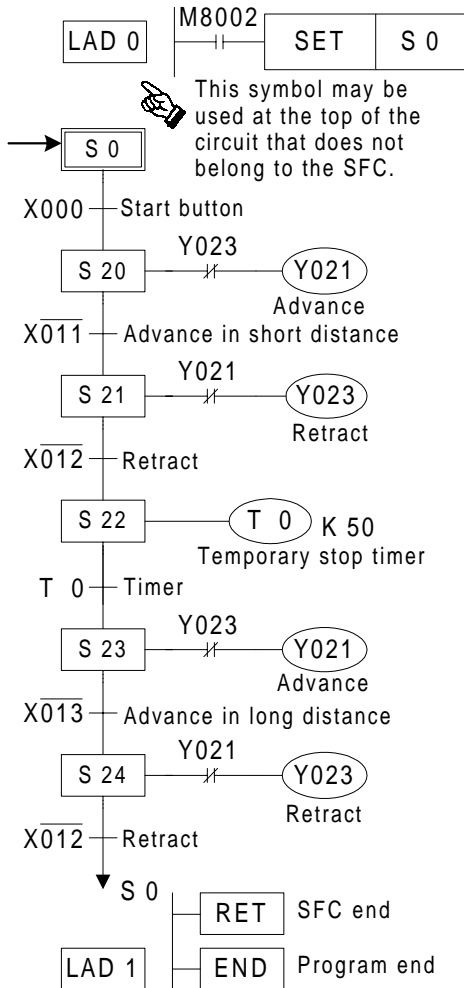 M8002
LAD 0
SET
S 0
This symbol may be
used at the top of the
circuit that does not
belong to the SFC.
S 0
X000
Start button
Y023
S 20
Y021
Advance
X011
Advance in short distance
Y021
S 21
Y023
Retract
X012
Retract
S 22
T 0
K 50
Temporary stop timer
T 0
Timer
Y023
S 23
Y021
Advance
X013
Advance in long distance
Y021
S 24
Y023
Retract
X012
Retract
S 0
RET
SFC end
LAD 1
END
Program end